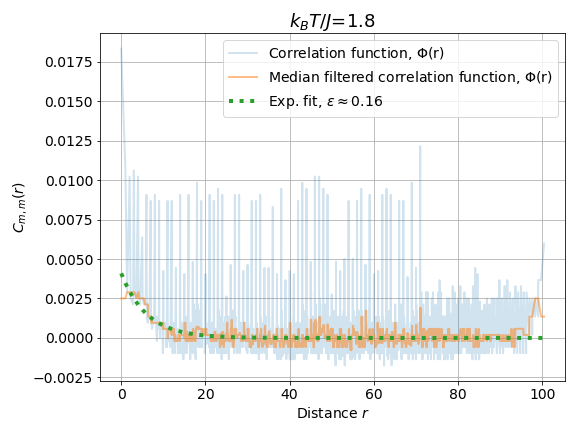 k_BT/J=1.8
Correlation function, Φ(r)
Median filtered correlation function, Φ(r)
Exp. fit, ε≈0.16
C_{m,m}(r)
0.0175
0.0150
0.0125
0.0100
0.0075
0.0050
0.0025
0.0000
−0.0025
0 20 40 60 80 100
Distance r